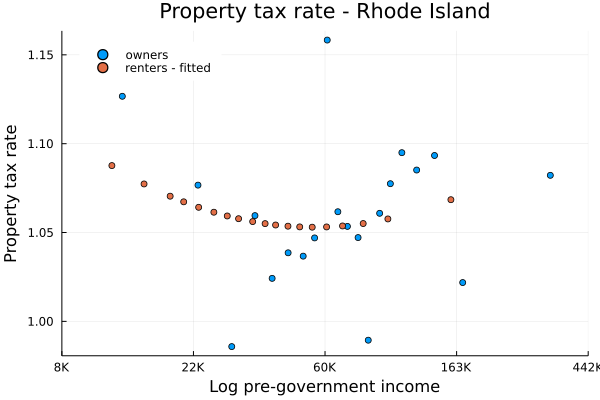 Property tax rate - Rhode Island
owners
renters - fitted
Property tax rate
1.15
1.10
1.05
1.00
8K 22K 60K 163K 442K
Log pre-government income